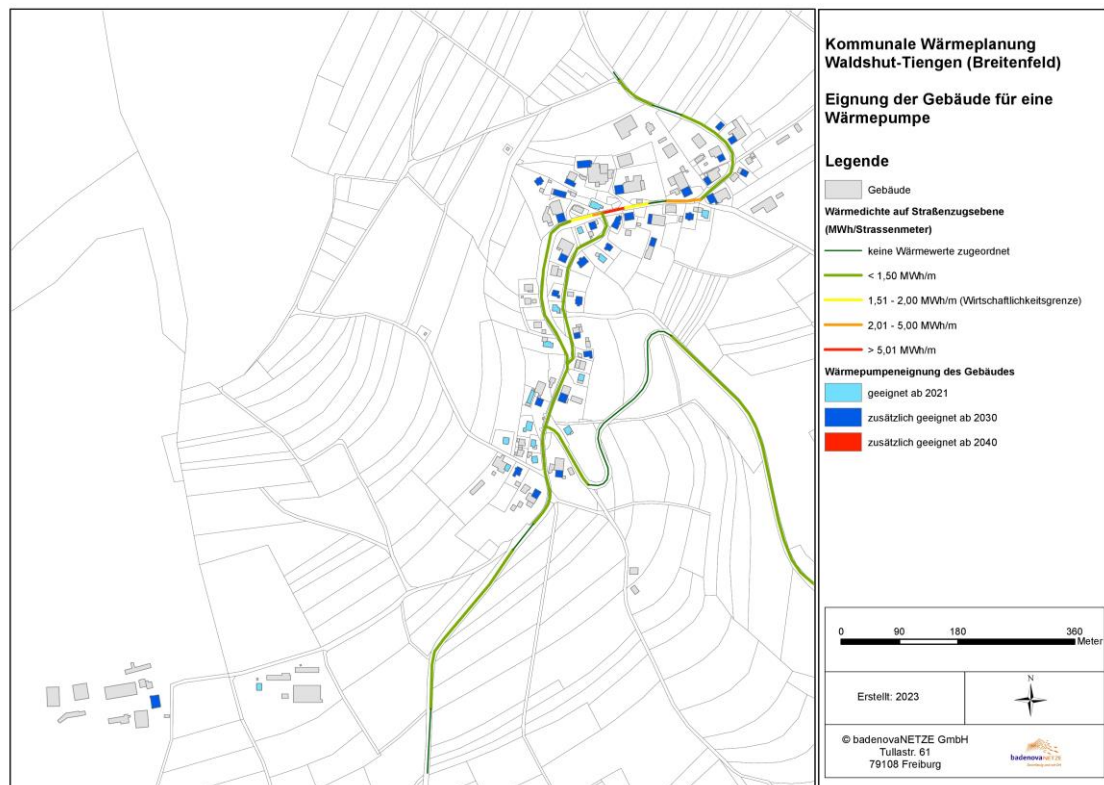 Kommunale Wärmeplanung
Waldshut-Tiengen (Breitenfeld)
Eignung der Gebäude für eine
Wärmepumpe
Legende
Gebäude
Wärmedichte auf Straßenzugsebene
(MWh/Strassenmeter)
keine Wärmewerte zugeordnet
< 1,50 MWh/m
1,51 - 2,00 MWh/m (Wirtschaftlichkeitsgrenze)
2,01 - 5,00 MWh/m
> 5,01 MWh/m
Wärmepumpeneignung des Gebäudes
geeignet ab 2021
zusätzlich geeignet ab 2030
zusätzlich geeignet ab 2040
0 90 180 360
Meter
Erstellt: 2023
N
© badenovaNETZE GmbH
Tullastr. 61
79108 Freiburg
badenovaNETZE